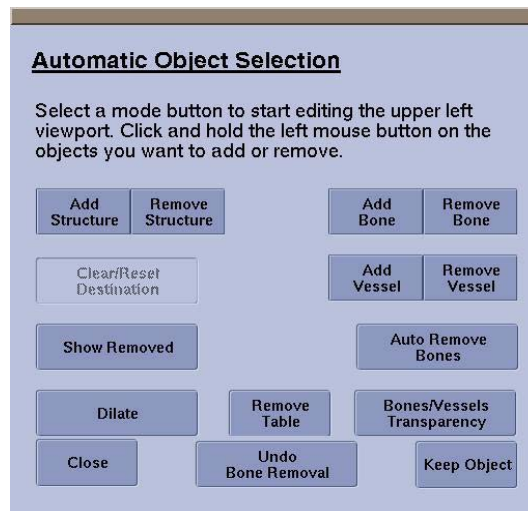 Automatic Object Selection
Select a mode button to start editing the upper left
viewport. Click and hold the left mouse button on the
objects you want to add or remove.
Add
Structure
Remove
Structure
Add
Bone
Remove
Bone
Clear/Reset
Destination
Add
Vessel
Remove
Vessel
Show Removed
Auto Remove
Bones
Dilate
Remove
Table
Bones/Vessels
Transparency
Close
Undo
Bone Removal
Keep Object